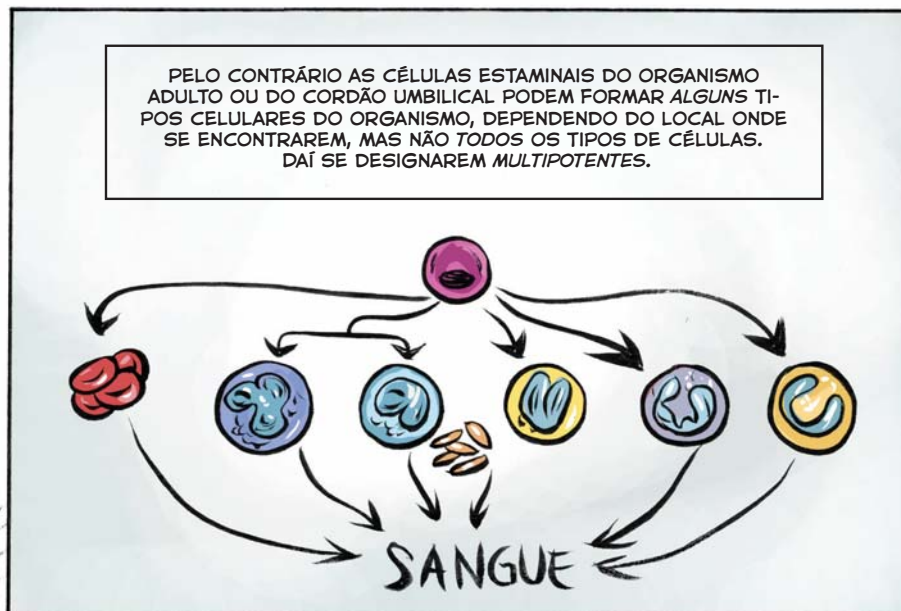 PELO CONTRÁRIO AS CÉLULAS ESTAMINAIS DO ORGANISMO
ADULTO OU DO CORDÃO UMBILICAL PODEM FORMAR ALGUNS TI-
POS CELULARES DO ORGANISMO, DEPENDENDO DO LOCAL ONDE
SE ENCONTRAREM, MAS NÃO TODOS OS TIPOS DE CÉLULAS.
DAÍ SE DESIGNAREM MULTIPOTENTES.
SANGUE